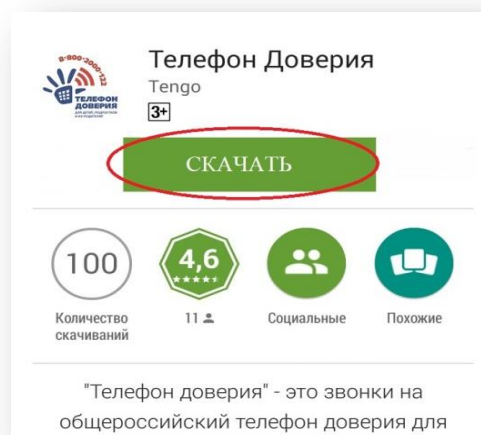 8-800-2000-122
ТЕЛЕФОН
ДОВЕРИЯ
Телефон Доверия
Tengo
3+
СКАЧАТЬ
100
4,6
Количество
скачиваний
11
Социальные
Похожие
"Телефон доверия" - это звонки на
общероссийский телефон доверия для